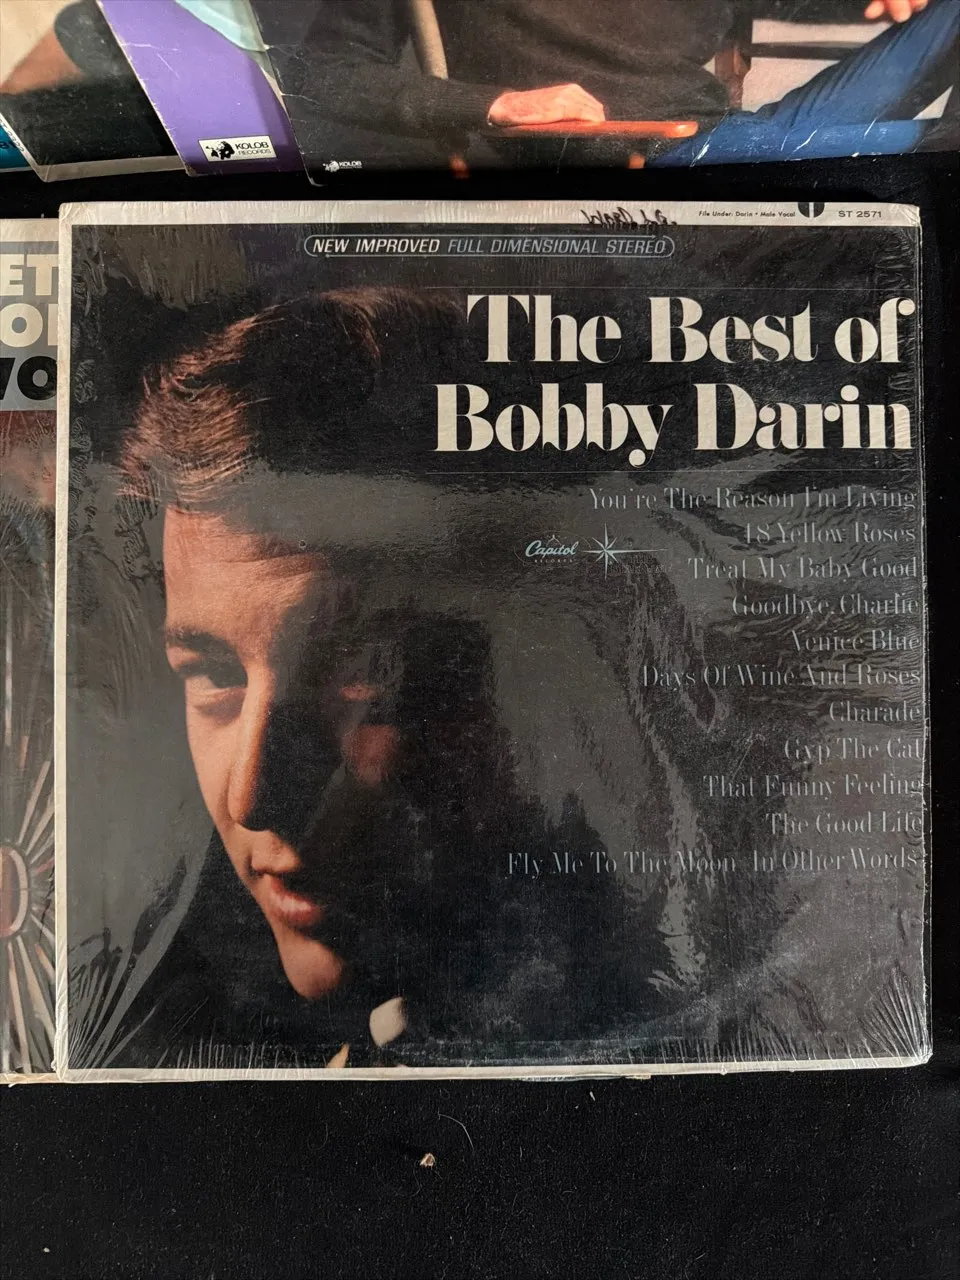 KOLOB
RECORDS
KOLOB
File Under: Darin • Male Vocal
ST 2571
NEW IMPROVED FULL DIMENSIONAL STEREO
ET
The Best of
Bobby Darin
You're The Reason I'm Living
18 Yellow Roses
Capitol
RECORDS
Treat My Baby Good
Goodbye, Charlie
Venice Blue
Days Of Wine And Roses
Charade
Gyp The Cat
That Funny Feeling
The Good Life
Fly Me To The Moon In Other Words